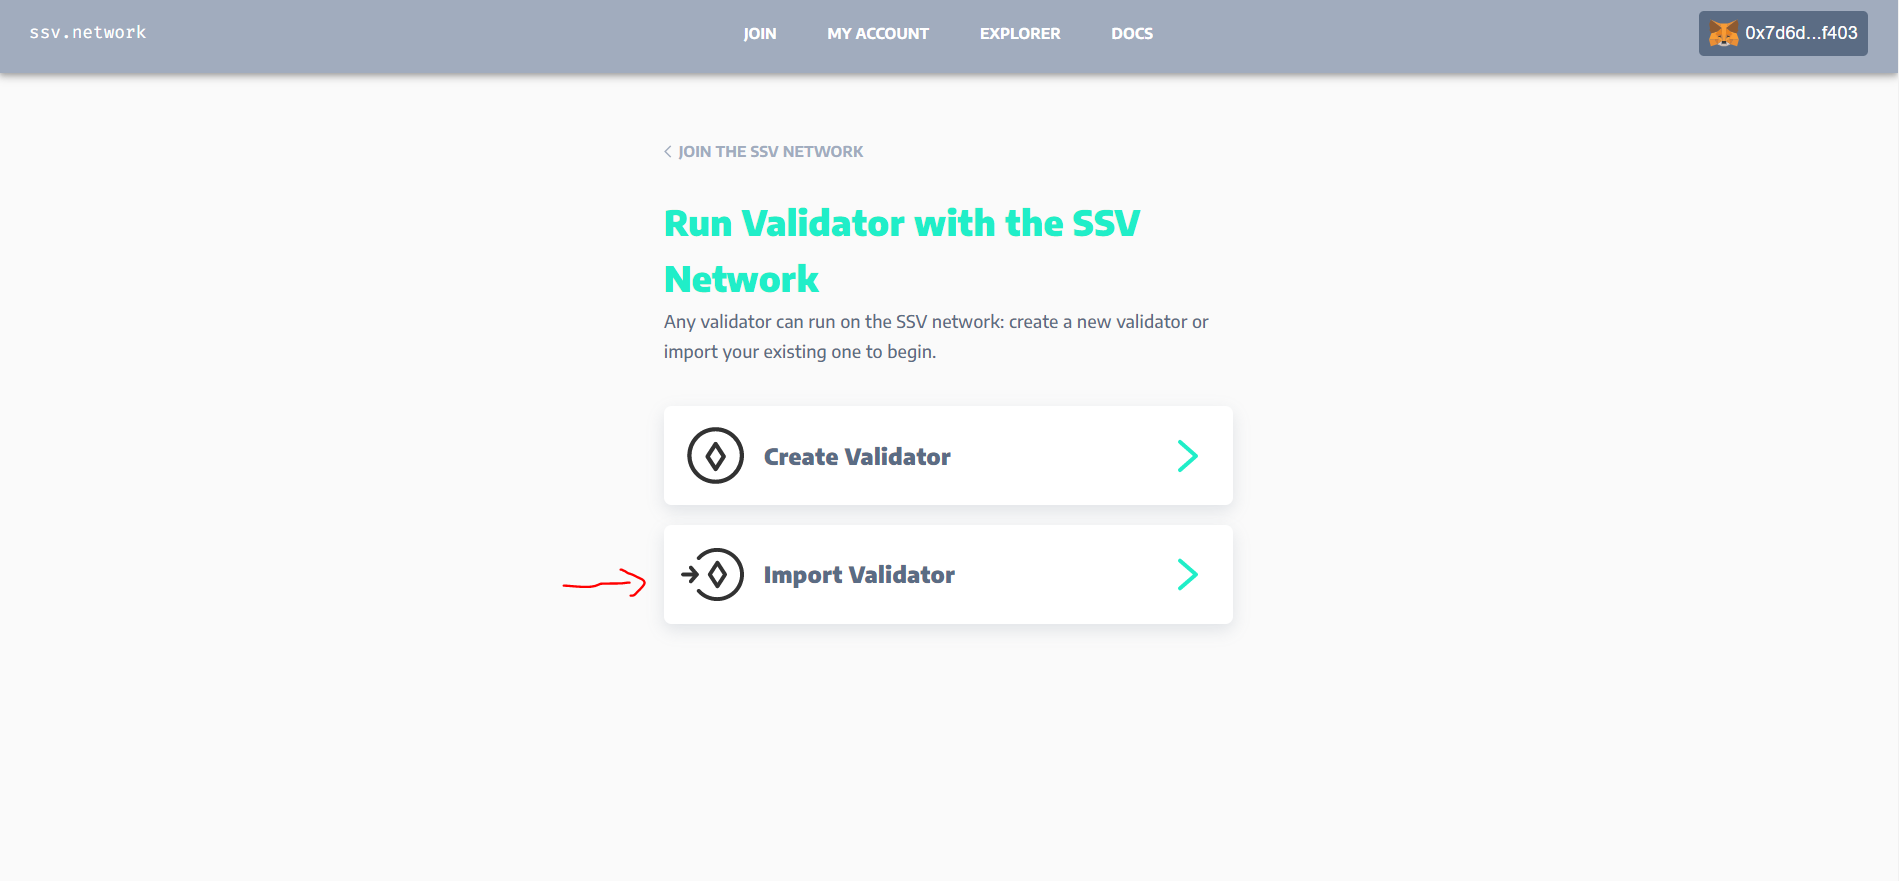 ssv.network
JOIN
MY ACCOUNT
EXPLORER
DOCS
0x7d6d...f403
JOIN THE SSV NETWORK
Run Validator with the SSV
Network
Any validator can run on the SSV network: create a new validator or
import your existing one to begin.
Create Validator
Import Validator